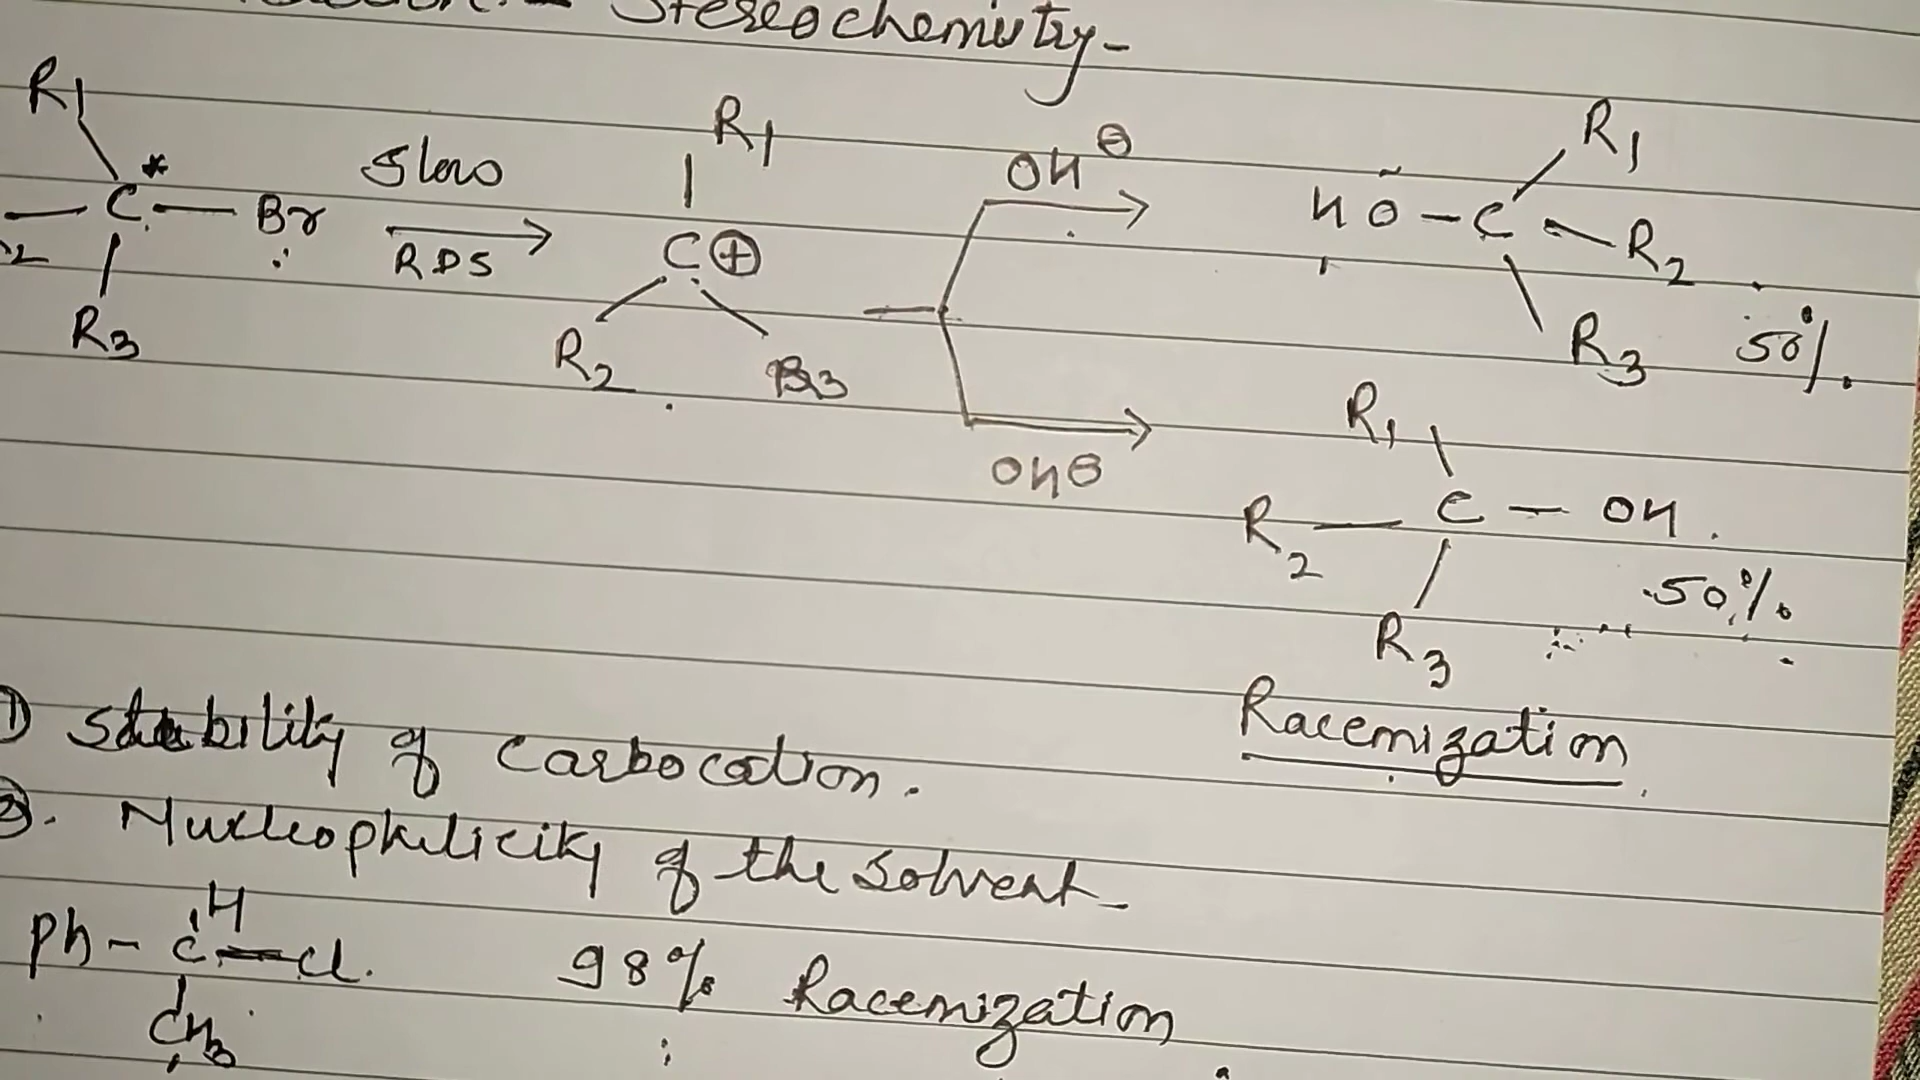 Stereochemistry-
R1
C*
Br
R3
Slow
RDS
R1
C⊕
R2
R3
OH⊖
OH⊖
HO-C
R1
R2
R3
50%.
R1
R2 — C — OH.
R3
50%
Racemization
① Stability of Carbocation.
②. Nucleophilicity of the Solvent-
H
Ph - C — Cl.
CH3
98% Racemization